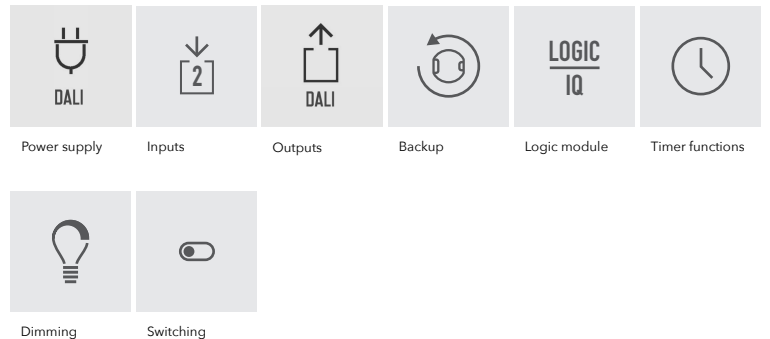 DALI
Power supply
2
Inputs
DALI
Outputs
Backup
LOGIC
IQ
Logic module
Timer functions
Dimming
Switching